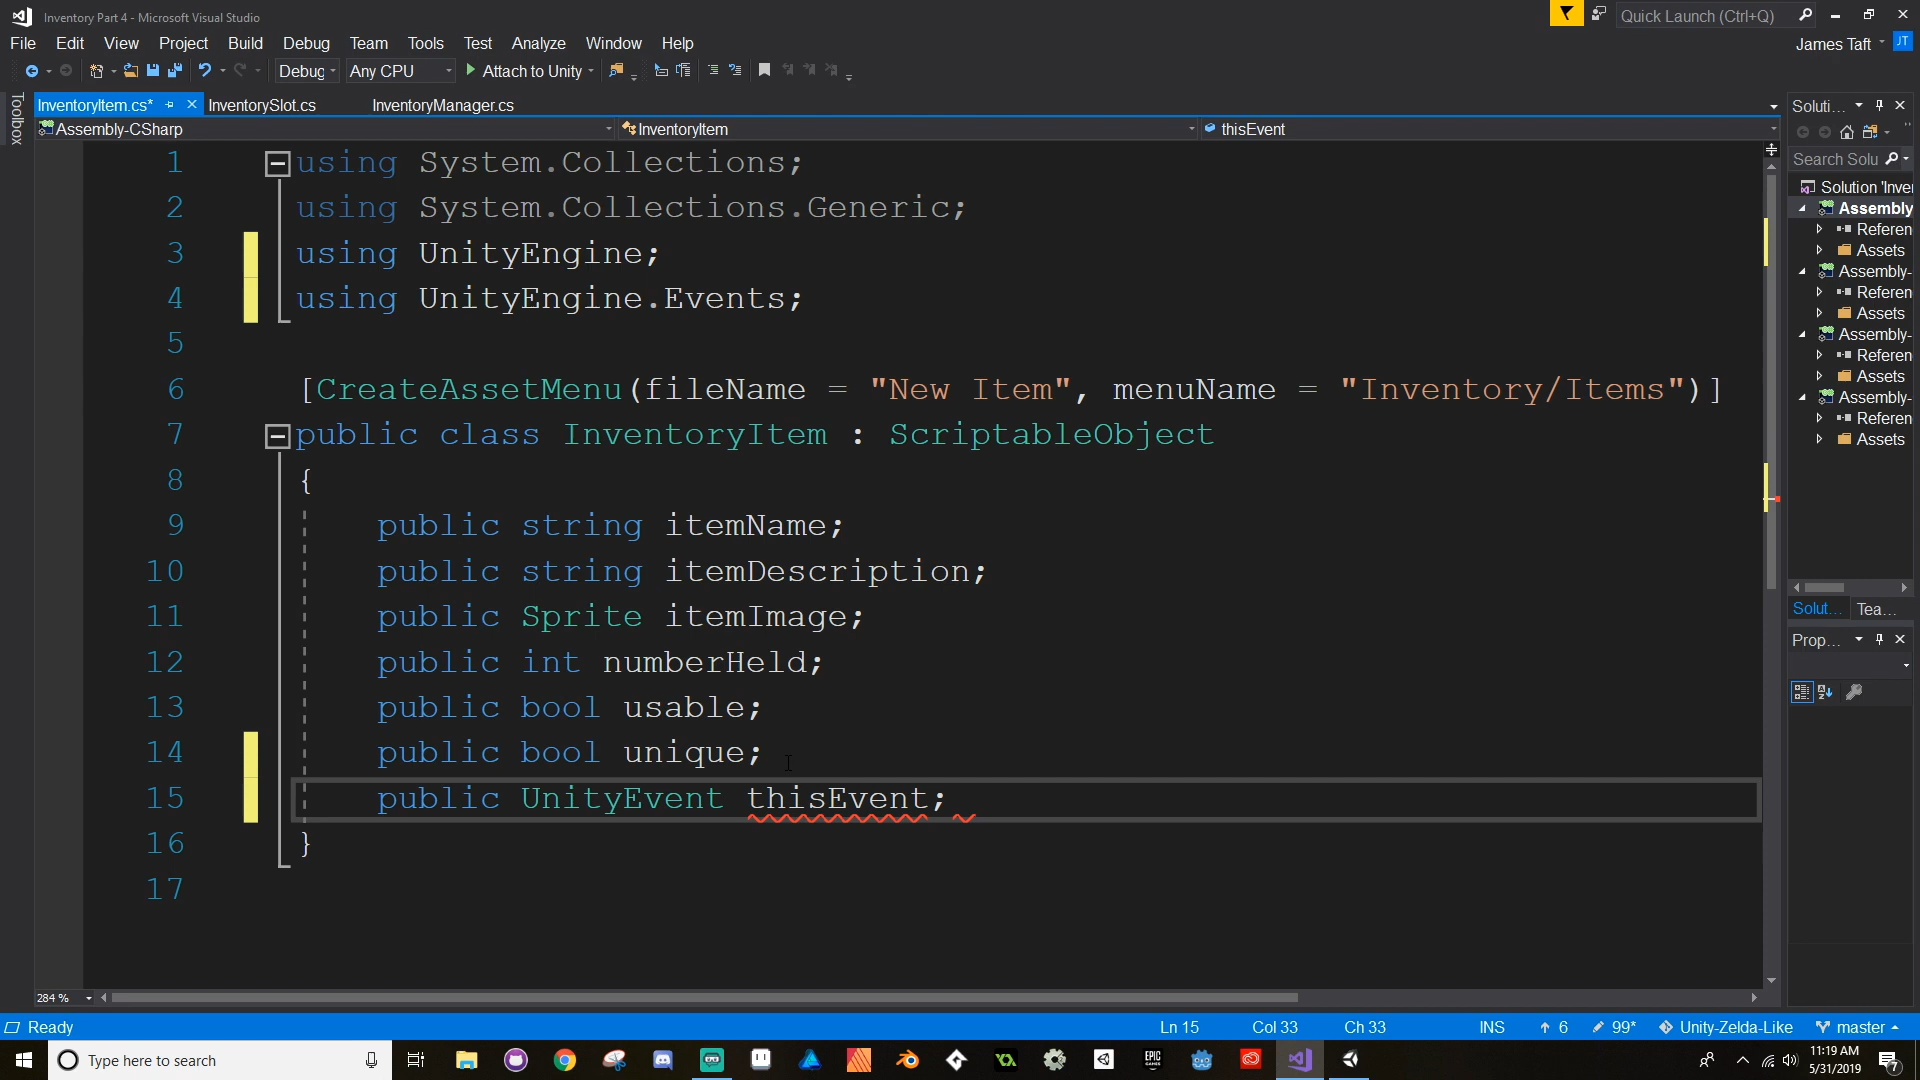 Inventory Part 4 - Microsoft Visual Studio
Quick Launch (Ctrl+Q)
File Edit View Project Build Debug Team Tools Test Analyze Window Help
James Taft JT
Debug Any CPU Attach to Unity
Toolbox
InventoryItem.cs* InventorySlot.cs InventoryManager.cs
Soluti...
Assembly-CSharp InventoryItem thisEvent
Search Solu
1 using System.Collections;
2 using System.Collections.Generic;
3 using UnityEngine;
4 using UnityEngine.Events;
5
6 [CreateAssetMenu(fileName = "New Item", menuName = "Inventory/Items")]
7 public class InventoryItem : ScriptableObject
8 {
9 public string itemName;
10 public string itemDescription;
11 public Sprite itemImage;
12 public int numberHeld;
13 public bool usable;
14 public bool unique;
15 public UnityEvent thisEvent;
16 }
17
Solution 'Inve
Assembly
Referen
Assets
Assembly-
Referen
Assets
Assembly-
Referen
Assets
Assembly-
Referen
Assets
Solut... Tea...
Prop...
284 %
Ready Ln 15 Col 33 Ch 33 INS 6 99* Unity-Zelda-Like master
Type here to search
EPIC GAMES
11:19 AM
5/31/2019
7